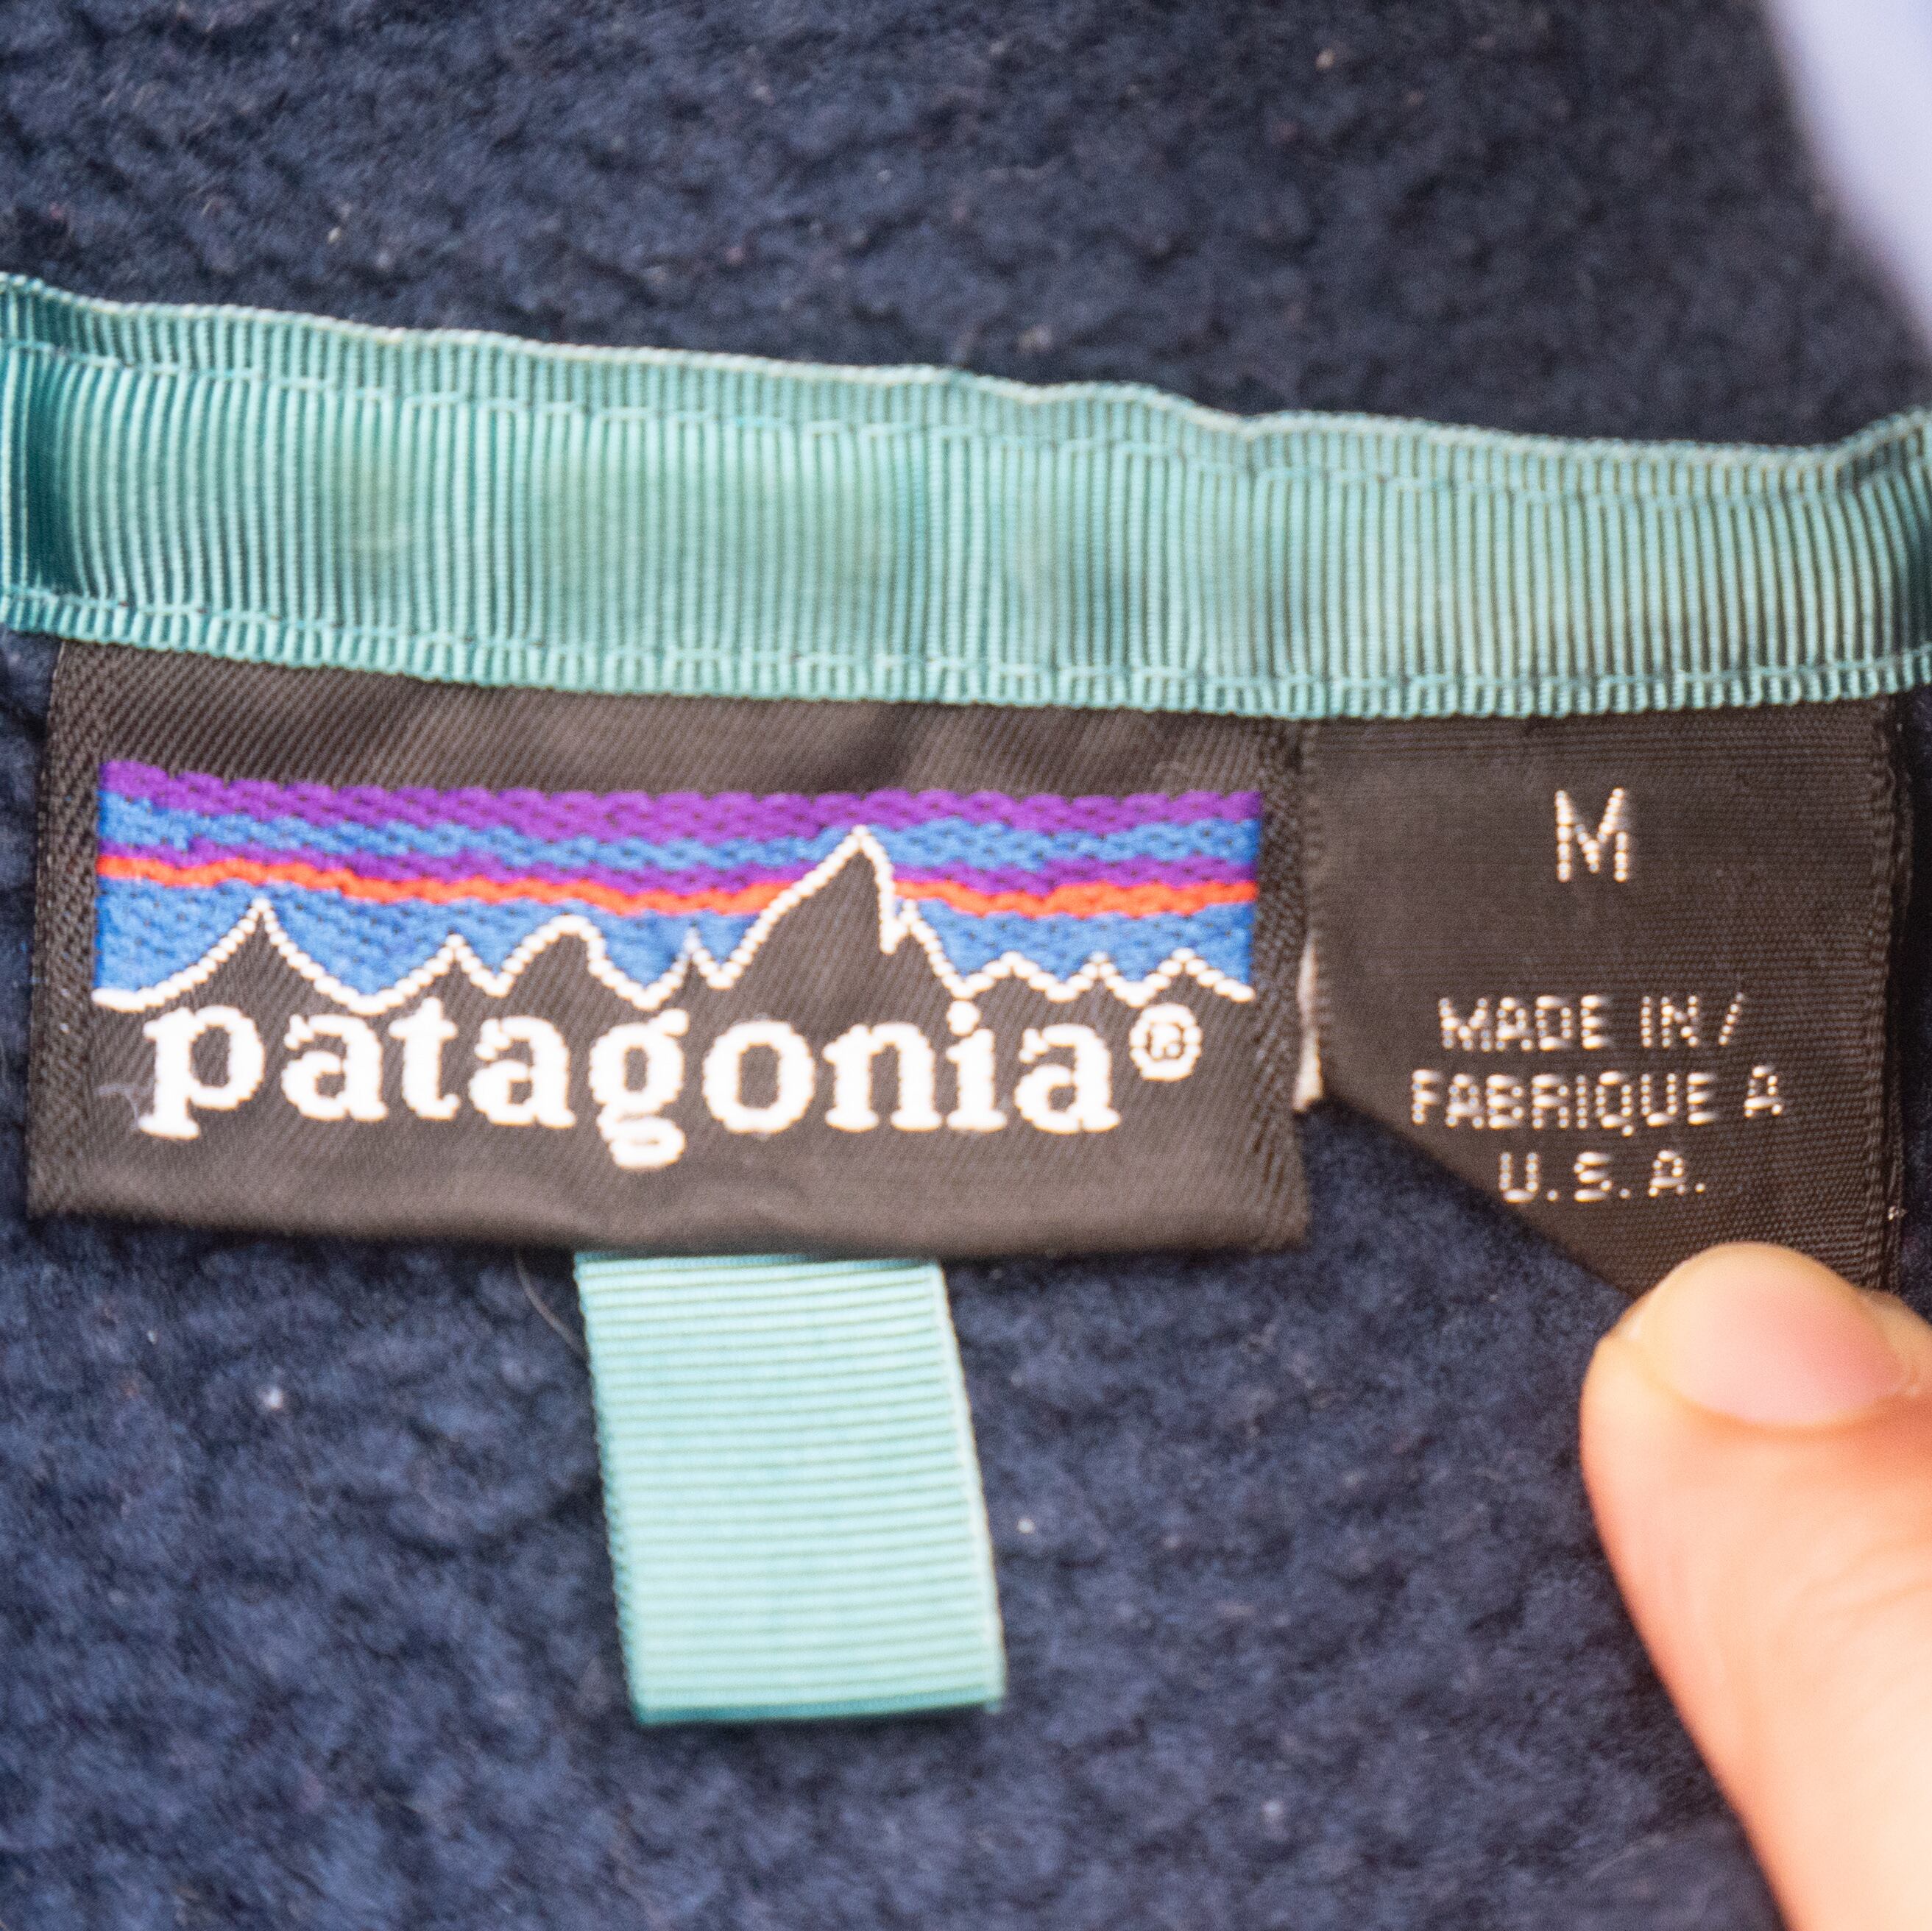 patagonia®
M
MADE IN /
FABRIQUE A
U.S.A.